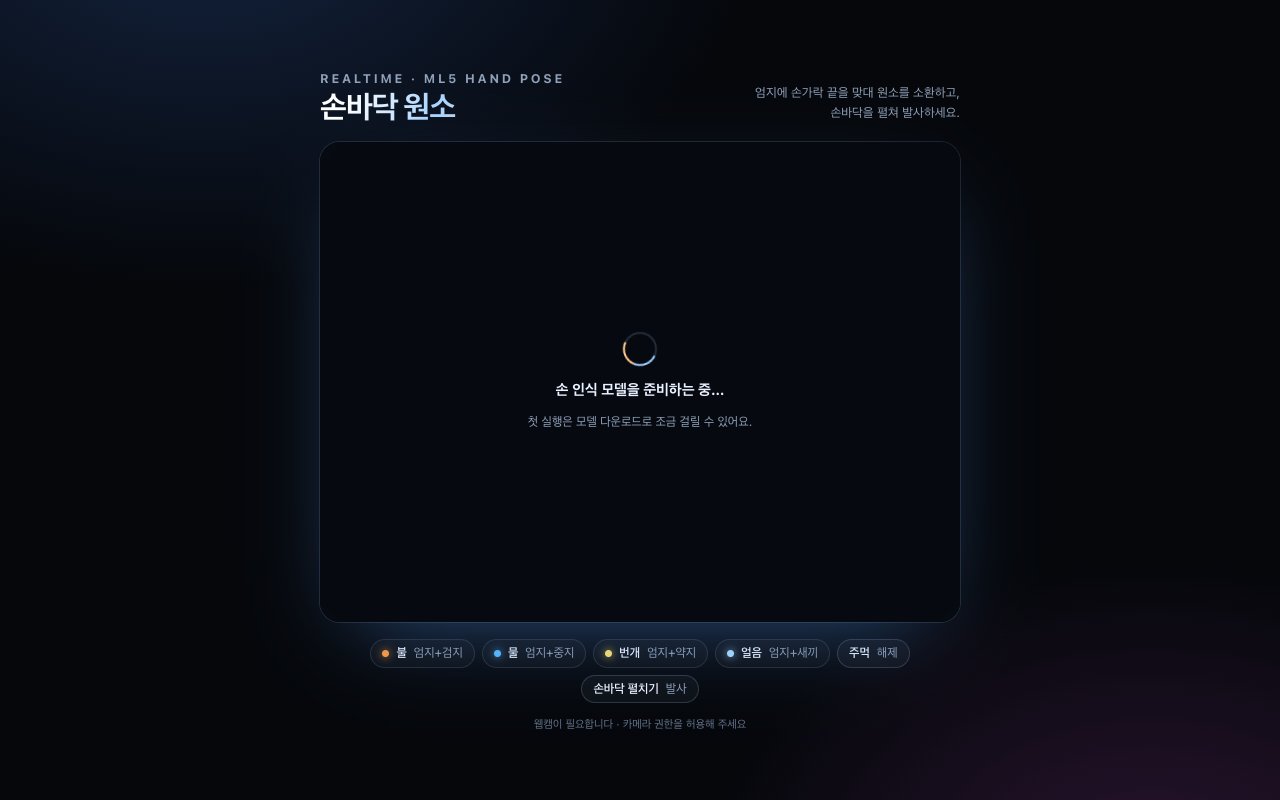 REALTIME · ML5 HAND POSE
손바닥 원소
엄지에 손가락 끝을 맞대 원소를 소환하고,
손바닥을 펼쳐 발사하세요.
손 인식 모델을 준비하는 중...
첫 실행은 모델 다운로드로 조금 걸릴 수 있어요.
불 엄지+검지 물 엄지+중지 번개 엄지+약지 얼음 엄지+새끼 주먹 해제
손바닥 펼치기 발사
웹캠이 필요합니다 · 카메라 권한을 허용해 주세요